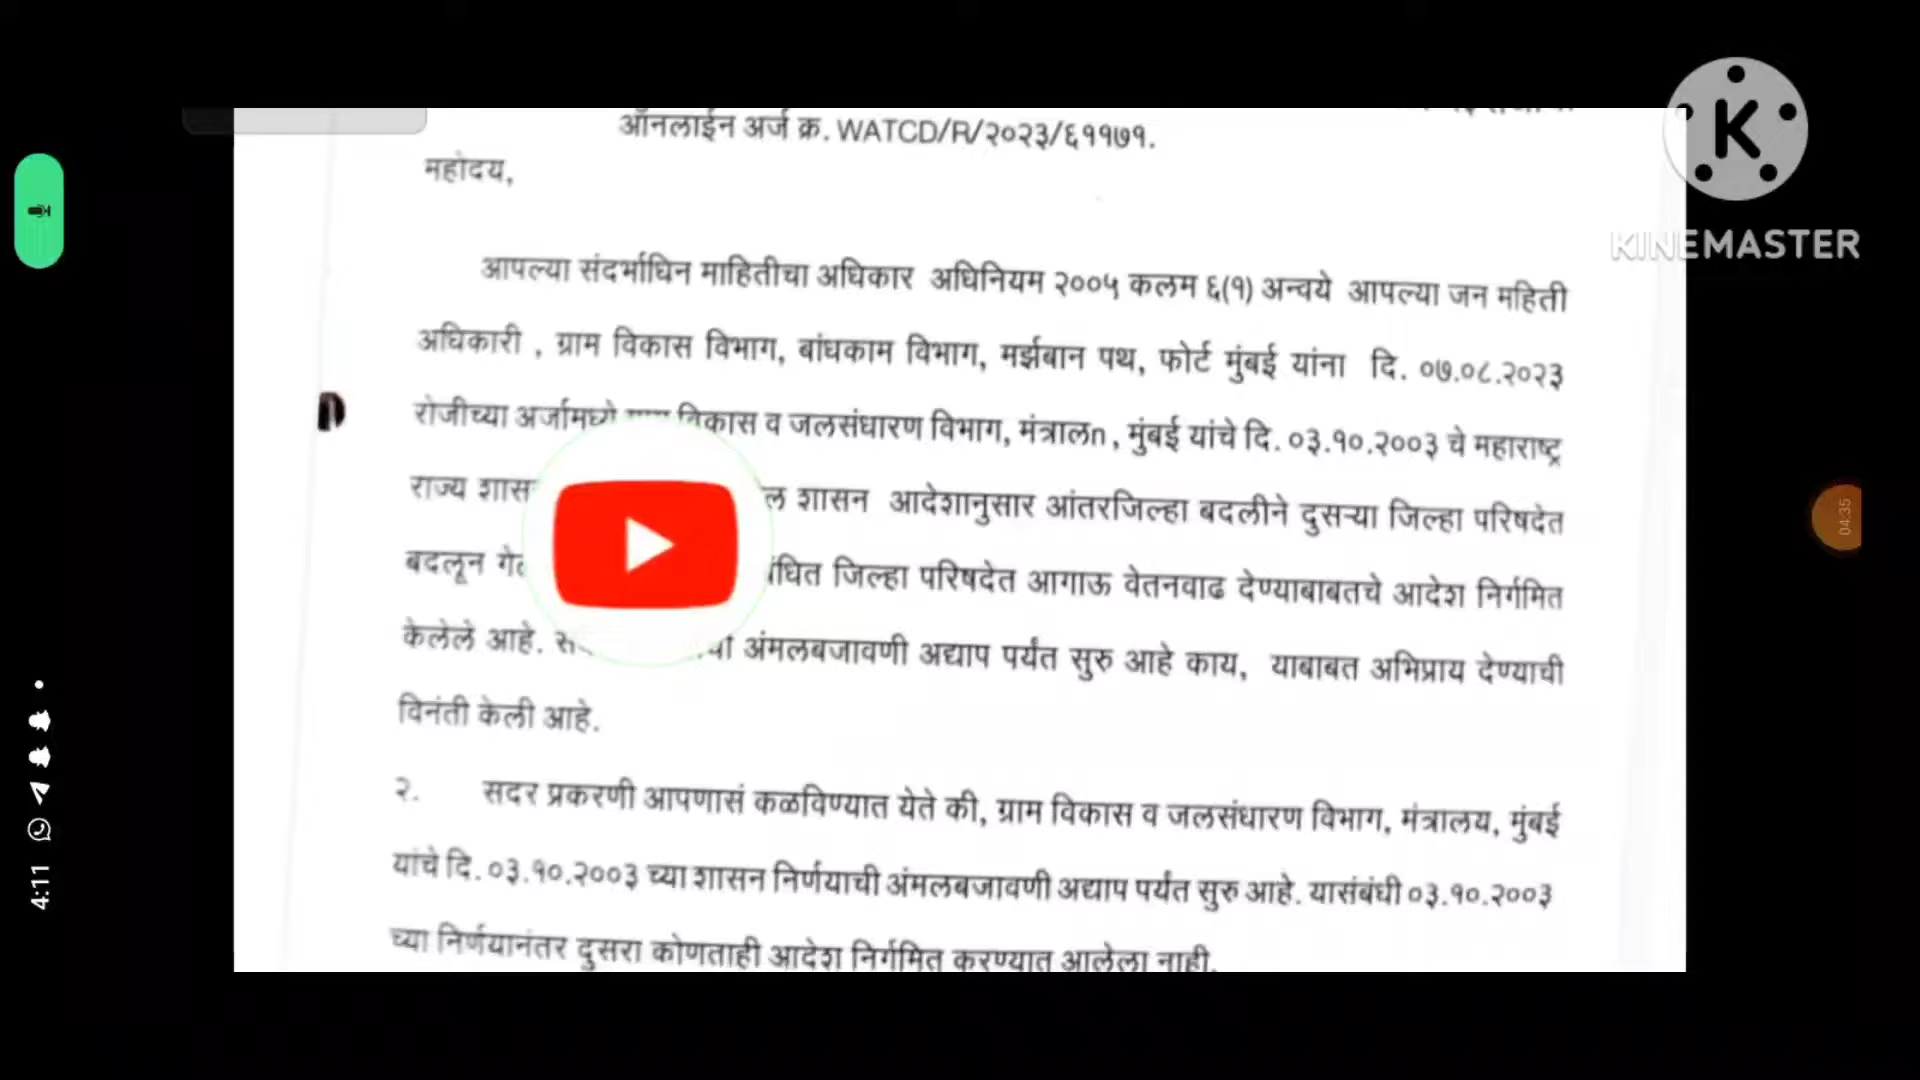 ऑनलाईन अर्ज क्र. WATCD/R/२०२३/६११७१.
महोदय,
आपल्या संदर्भाधिन माहितीचा अधिकार अधिनियम २००५ कलम ६(१) अन्वये आपल्या जन महिती
अधिकारी , ग्राम विकास विभाग, बांधकाम विभाग, मर्झबान पथ, फोर्ट मुंबई यांना दि. ०७.०८.२०२३
रोजीच्या अर्जामध्ये विकास व जलसंधारण विभाग, मंत्रालn , मुंबई यांचे दि. ०३.१०.२००३ चे महाराष्ट्र
राज्य शासन आदेशानुसार आंतरजिल्हा बदलीने दुसऱ्या जिल्हा परिषदेत
बदलून जिल्हा परिषदेत आगाऊ वेतनवाढ देण्याबाबतचे आदेश निर्गमित
केलेले आहे. अंमलबजावणी अद्याप पर्यंत सुरु आहे काय, याबाबत अभिप्राय देण्याची
विनंती केली आहे.
२. सदर प्रकरणी आपणासं कळविण्यात येते की, ग्राम विकास व जलसंधारण विभाग, मंत्रालय, मुंबई
यांचे दि. ०३.१०.२००३ च्या शासन निर्णयाची अंमलबजावणी अद्याप पर्यंत सुरु आहे. यासंबंधी ०३.१०.२००३
च्या निर्णयानंतर दुसरा कोणताही आदेश निर्गमित करण्यात आलेला नाही.
K
KINEMASTER
04:35
4:11